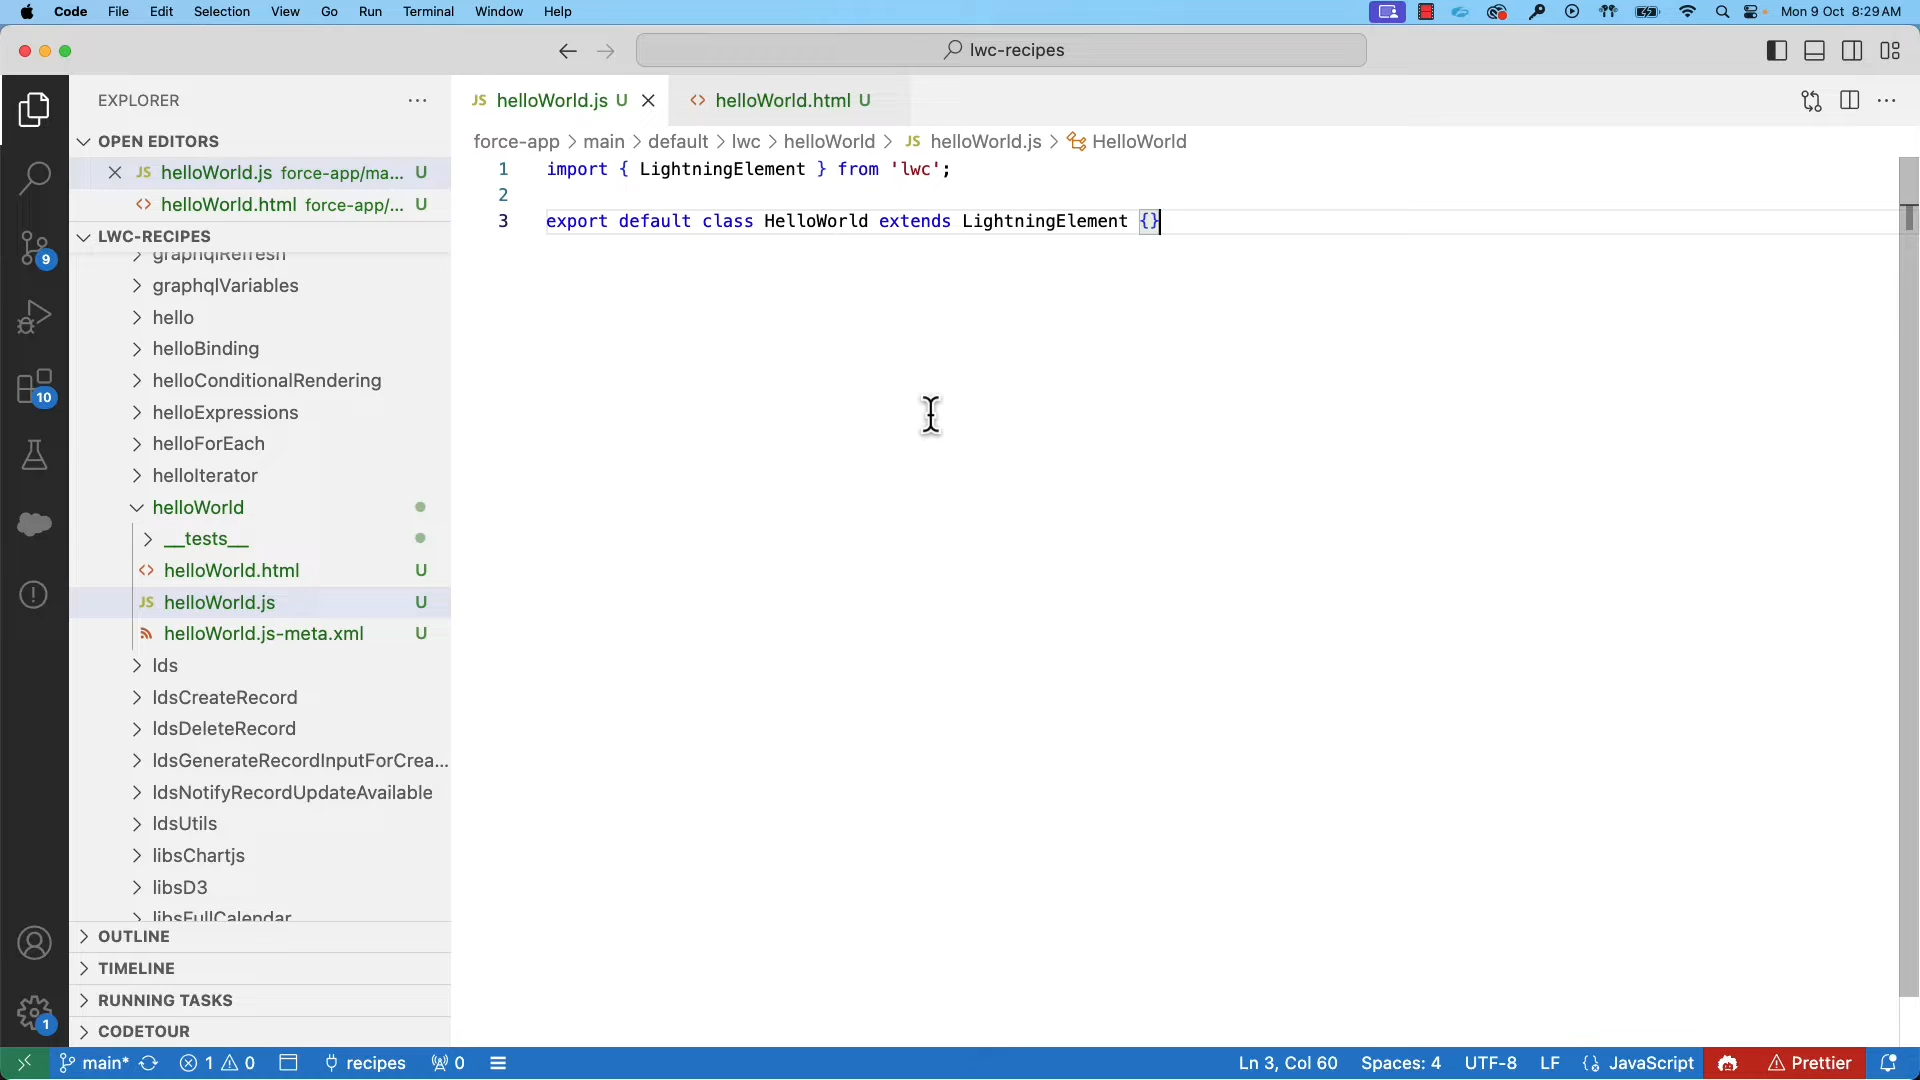 Code File Edit Selection View Go Run Terminal Window Help Mon 9 Oct 8:29 AM
lwc-recipes
EXPLORER
OPEN EDITORS
JS helloWorld.js force-app/ma... U
<> helloWorld.html force-app/... U
LWC-RECIPES
graphqlRefresh
graphqlVariables
hello
helloBinding
helloConditionalRendering
helloExpressions
helloForEach
helloIterator
helloWorld
__tests__
<> helloWorld.html U
JS helloWorld.js U
helloWorld.js-meta.xml U
lds
ldsCreateRecord
ldsDeleteRecord
ldsGenerateRecordInputForCrea...
ldsNotifyRecordUpdateAvailable
ldsUtils
libsChartjs
libsD3
libsFullCalendar
OUTLINE
TIMELINE
RUNNING TASKS
CODETOUR
9
10
1
JS helloWorld.js U
<> helloWorld.html U
force-app > main > default > lwc > helloWorld > JS helloWorld.js > HelloWorld
1 import { LightningElement } from 'lwc';
2
3 export default class HelloWorld extends LightningElement {}
main* 1 0 recipes 0 Ln 3, Col 60 Spaces: 4 UTF-8 LF {} JavaScript Prettier